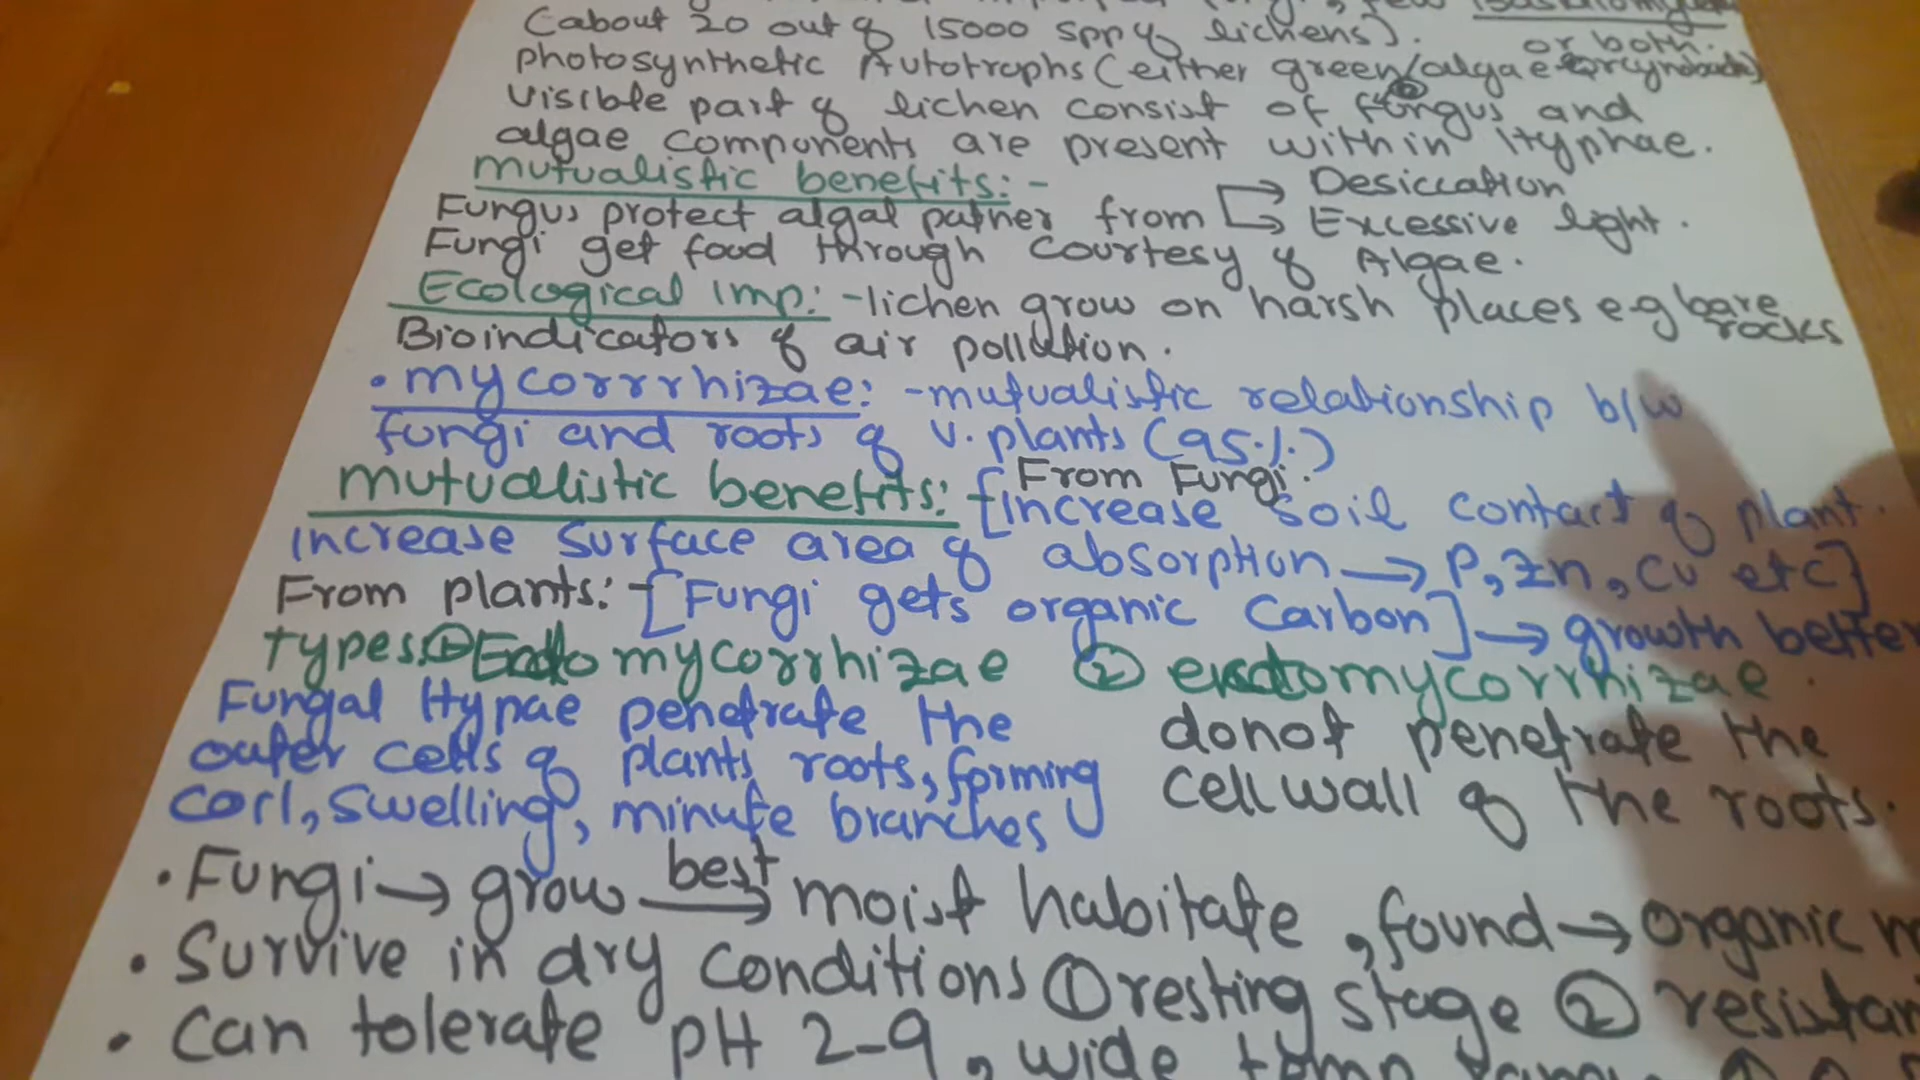 (about 20 out of 15000 spp of lichens).
or both.
photosynthetic Autotrophs (either green/algae or
Visible part of lichen consist of fungus and
algae components are present within Hyphae.
mutualistic benefits:-
Fungus protect algal patner from → Desiccation
→ Excessive light.
Fungi get food through courtesy of Algae.
Ecological imp:-lichen grow on harsh places e-g bare
rocks
Bioindicators of air pollution.
• mycorrrhizae:-mutualistic relationship b/w
fungi and roots of v.plants (95.1.)
mutualistic benefits:- From Fungi:
[increase soil contact of plant.
increase surface area of absorption → P, Zn, Cu etc]
From plants:-[Fungi gets organic Carbon] → growth better
types:① Endo mycorrhizae ② mycorrhizae.
Fungal Hypae penetrate the
outer cells of plants roots, forming
corl, swelling, minute branches
donot penetrate the
cell wall of the roots.
• Fungi → grow best → moist habitate, found → organic
• Survive in dry conditions ① resting stage ②
• Can tolerate pH 2-9, wide